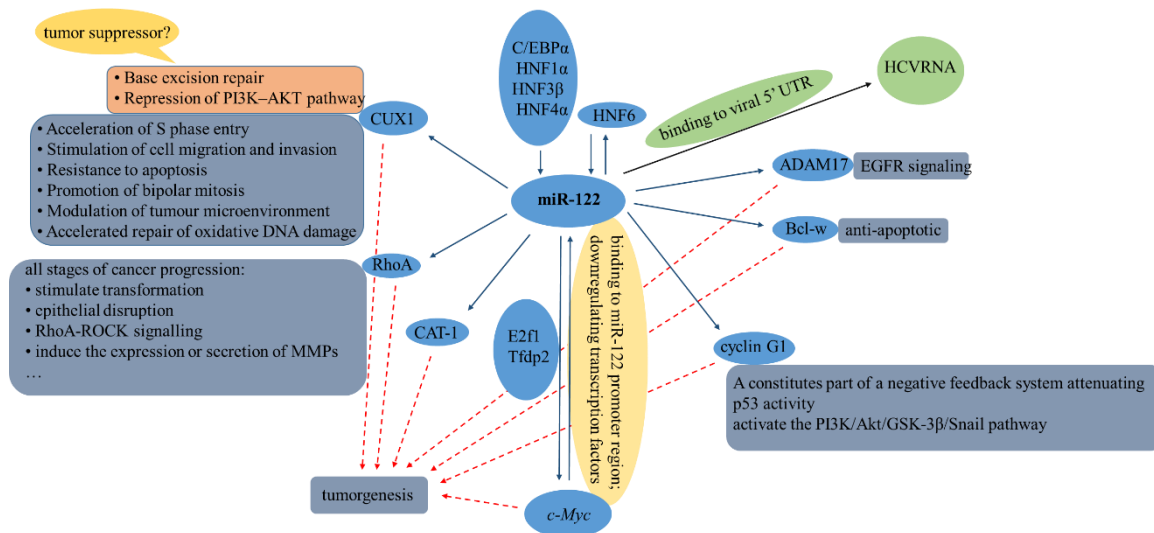 tumor suppressor?
• Base excision repair
• Repression of PI3K–AKT pathway
CUX1
• Acceleration of S phase entry
• Stimulation of cell migration and invasion
• Resistance to apoptosis
• Promotion of bipolar mitosis
• Modulation of tumour microenvironment
• Accelerated repair of oxidative DNA damage
RhoA
all stages of cancer progression:
• stimulate transformation
• epithelial disruption
• RhoA-ROCK signalling
• induce the expression or secretion of MMPs
…
CAT-1
tumorgenesis
C/EBPα
HNF1α
HNF3β
HNF4α
HNF6
miR-122
E2f1
Tfdp2
binding to miR-122 promoter region;
downregulating transcription factors
c-Myc
binding to viral 5’ UTR
HCVRNA
ADAM17
EGFR signaling
Bcl-w
anti-apoptotic
cyclin G1
A constitutes part of a negative feedback system attenuating
p53 activity
activate the PI3K/Akt/GSK-3β/Snail pathway